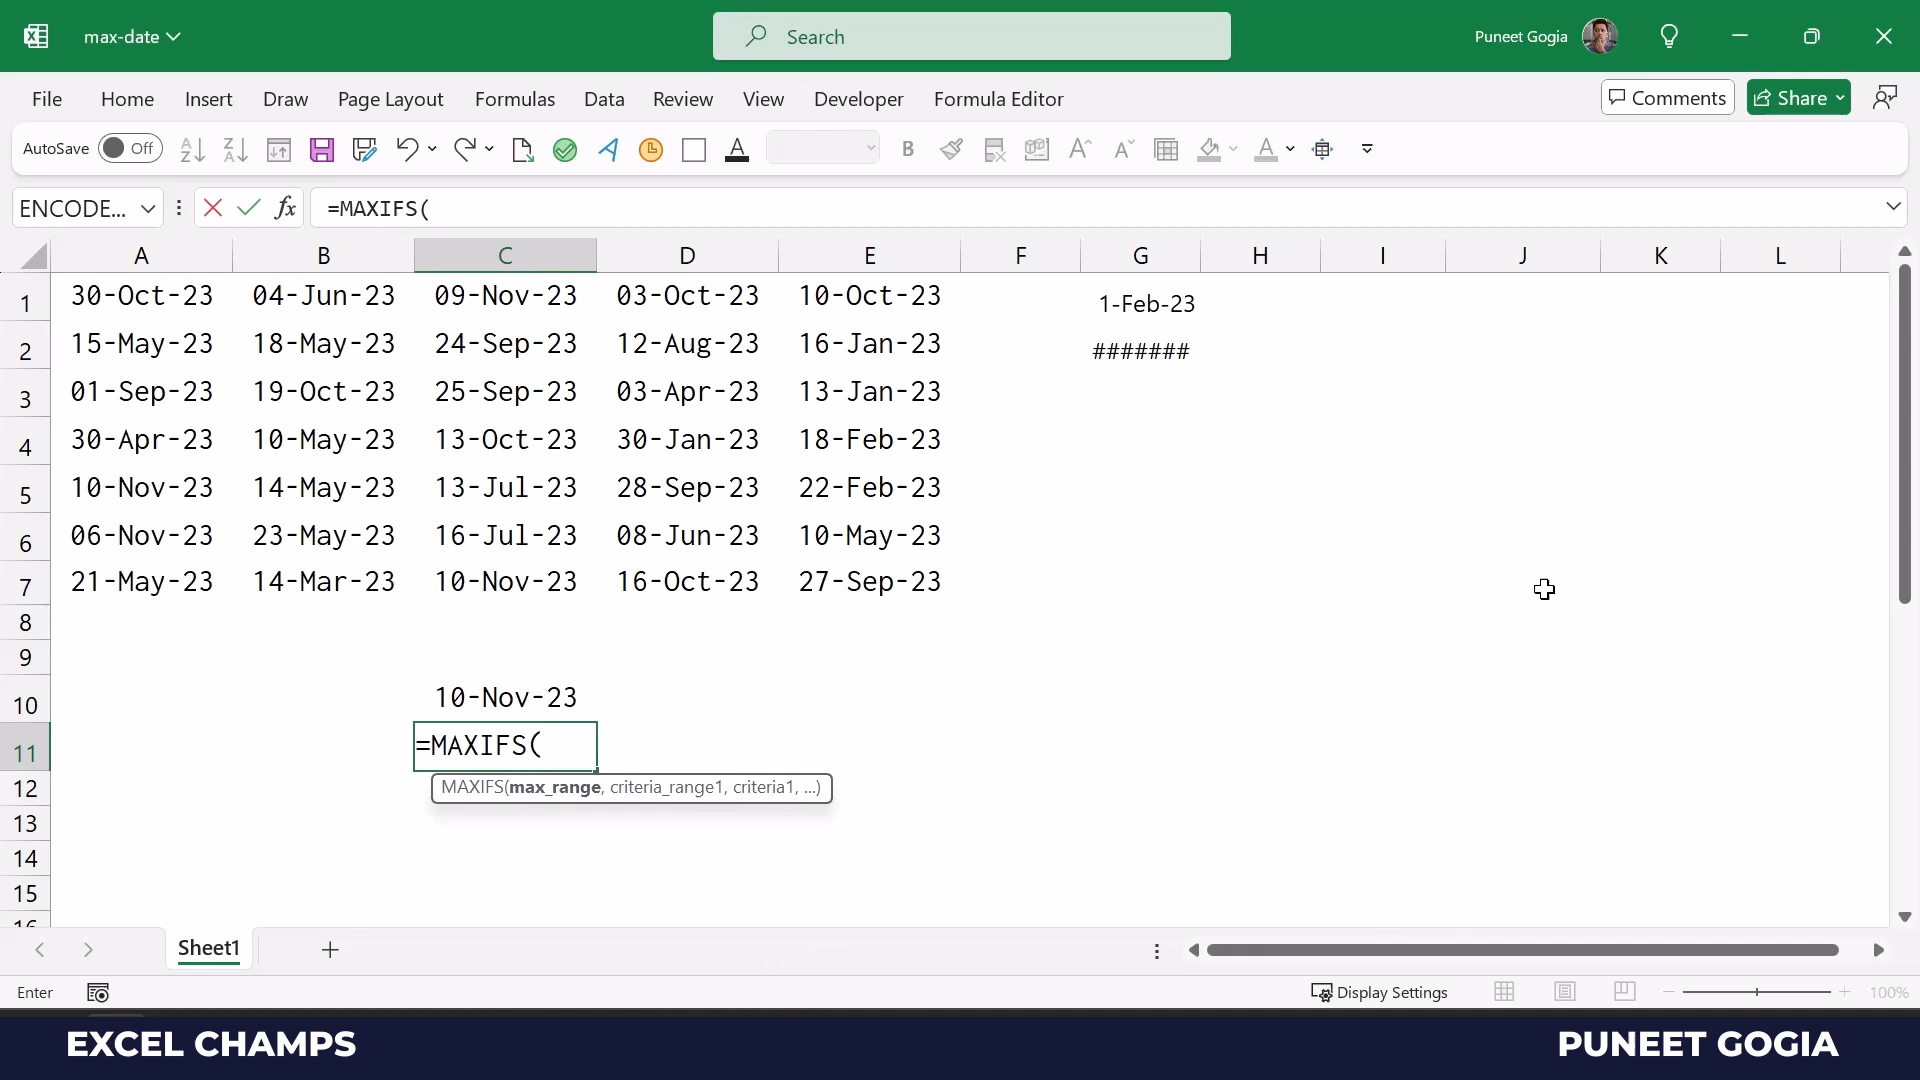 max-date
Search
Puneet Gogia
File Home Insert Draw Page Layout Formulas Data Review View Developer Formula Editor
Comments Share
AutoSave Off
ENCODE... fx =MAXIFS(
A B C D E F G H I J K L
1 30-Oct-23 04-Jun-23 09-Nov-23 03-Oct-23 10-Oct-23 1-Feb-23
2 15-May-23 18-May-23 24-Sep-23 12-Aug-23 16-Jan-23 #######
3 01-Sep-23 19-Oct-23 25-Sep-23 03-Apr-23 13-Jan-23
4 30-Apr-23 10-May-23 13-Oct-23 30-Jan-23 18-Feb-23
5 10-Nov-23 14-May-23 13-Jul-23 28-Sep-23 22-Feb-23
6 06-Nov-23 23-May-23 16-Jul-23 08-Jun-23 10-May-23
7 21-May-23 14-Mar-23 10-Nov-23 16-Oct-23 27-Sep-23
8
9
10 10-Nov-23
11 =MAXIFS(
12 MAXIFS(max_range, criteria_range1, criteria1, ...)
13
14
15
16
Sheet1
Enter Display Settings 100%
EXCEL CHAMPS PUNEET GOGIA